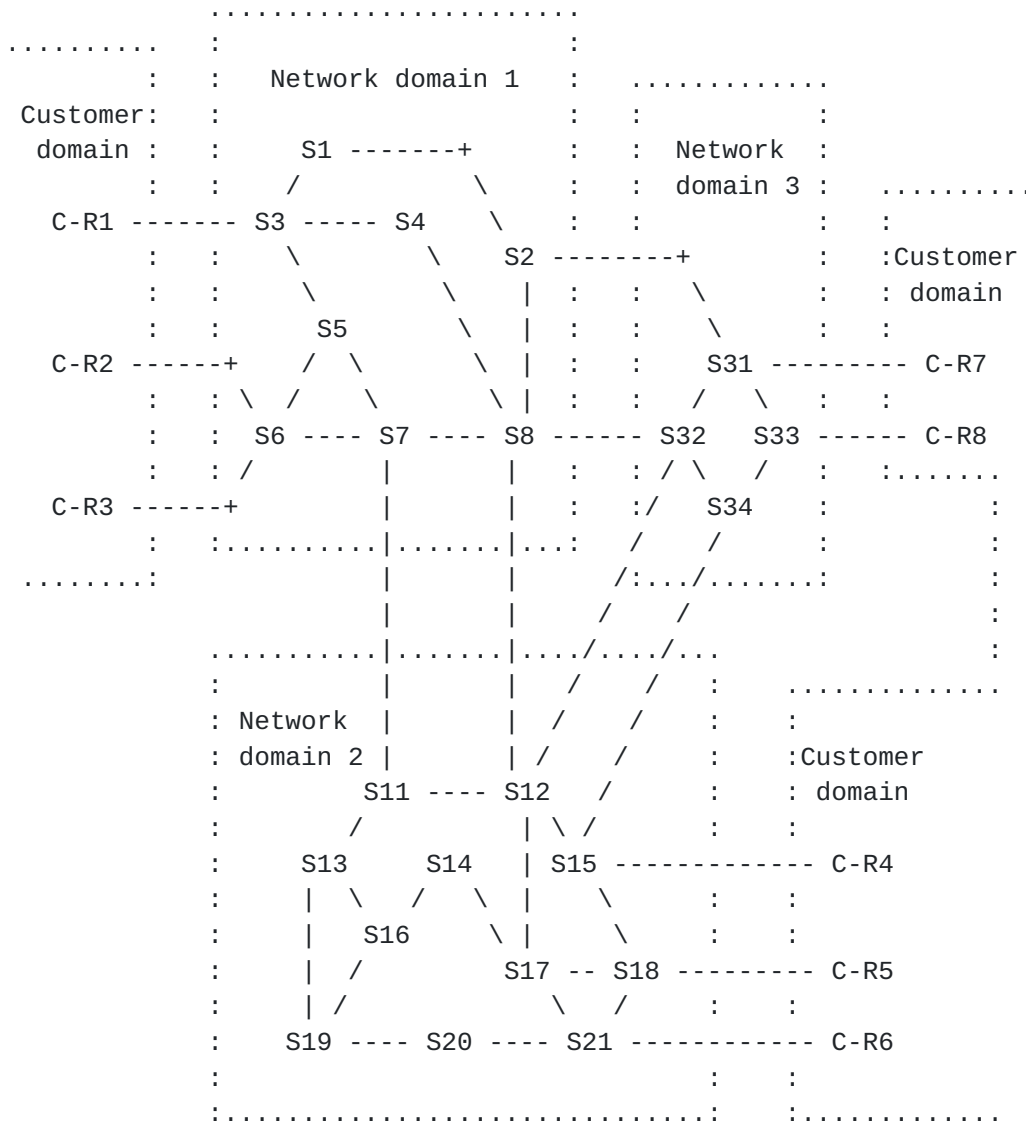 Network domain 1
Customer
domain
S1
Network
domain 3
C-R1 S3 S4
S2
Customer
domain
S5
C-R2
S31 C-R7
S6 S7 S8 S32 S33 C-R8
C-R3
S34
Network
domain 2
Customer
S11 S12
domain
S13 S14 S15 C-R4
S16
S17 S18 C-R5
S19 S20 S21 C-R6